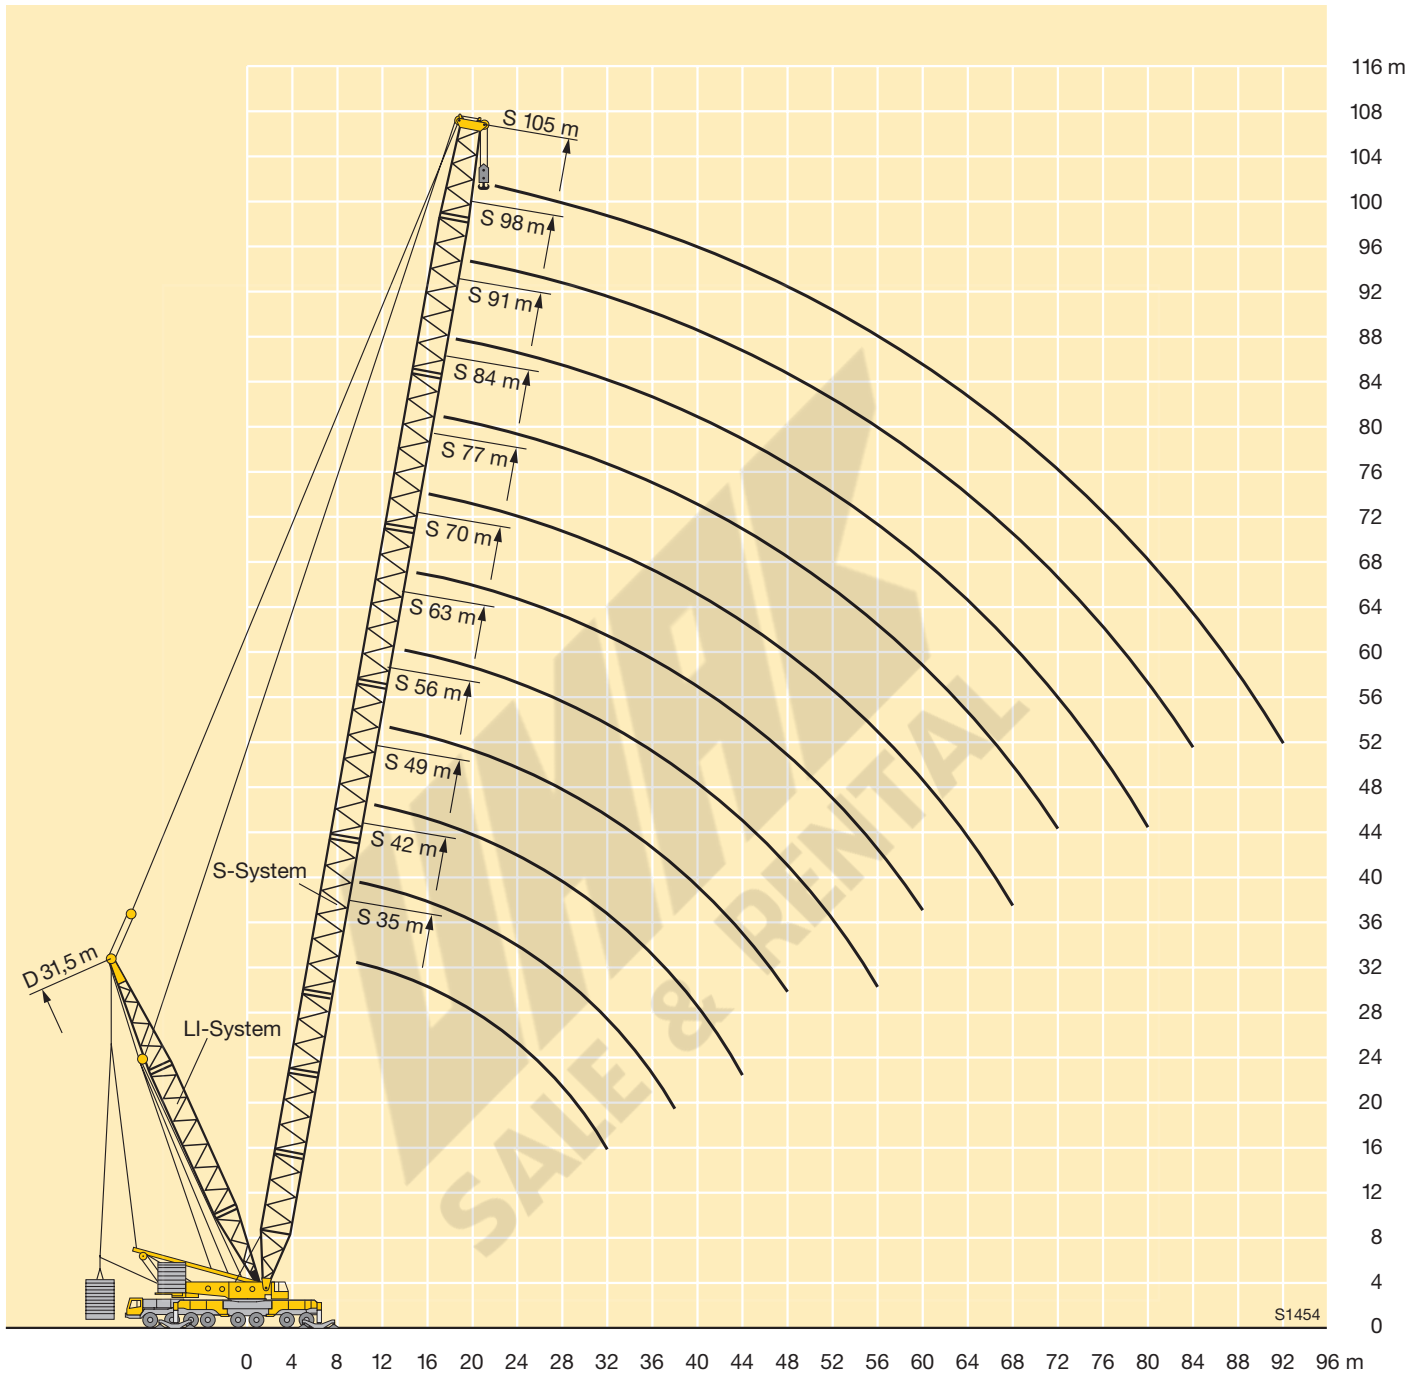 116 m
S 105 m
108
104
100
S 98 m
96
S 91 m
92
88
S 84 m
84
80
S 77 m
76
72
S 70 m
68
64
S 63 m
60
S 56 m
56
52
S 49 m
48
44
S 42 m
40
S-System
36
S 35 m
D 31,5 m
32
28
LI-System
24
20
16
12
8
4
S1454
0
0 4 8 12 16 20 24 28 32 36 40 44 48 52 56 60 64 68 72 76 80 84 88 92 96 m
UMAK
SALE & RENTAL